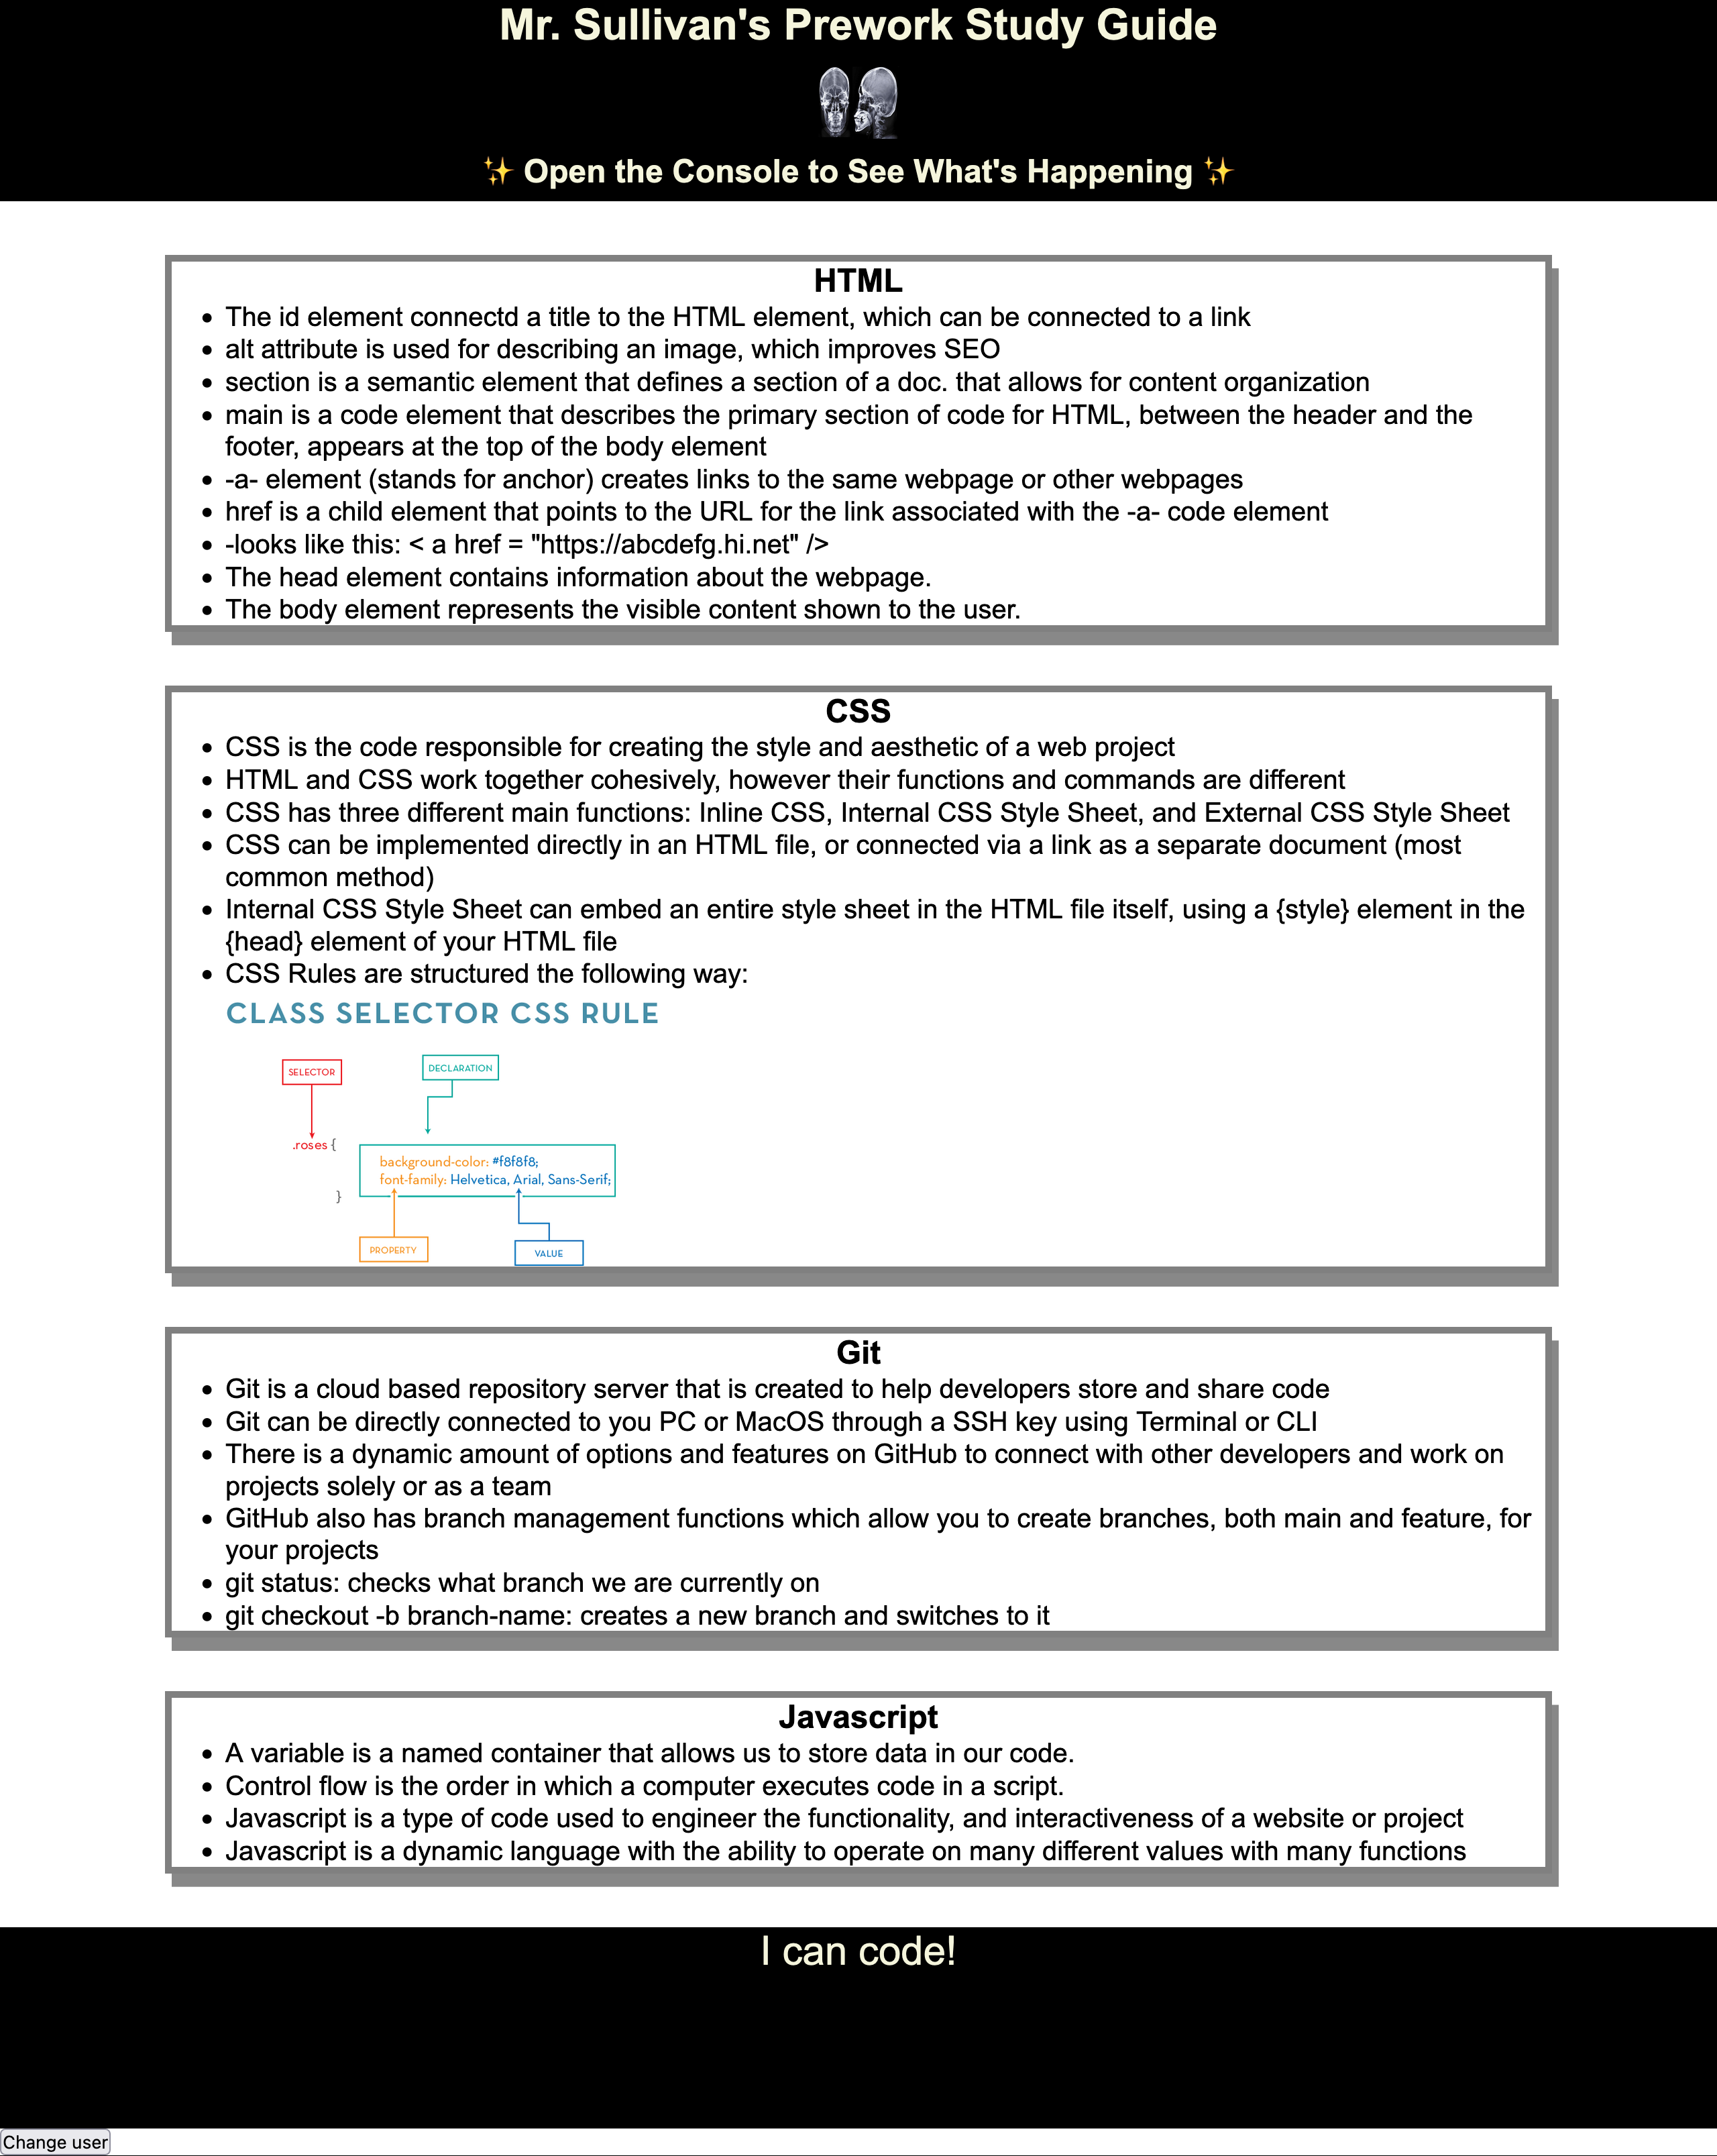 Mr. Sullivan's Prework Study Guide
✨ Open the Console to See What's Happening ✨
HTML
• The id element connectd a title to the HTML element, which can be connected to a link
• alt attribute is used for describing an image, which improves SEO
• section is a semantic element that defines a section of a doc. that allows for content organization
• main is a code element that describes the primary section of code for HTML, between the header and the
footer, appears at the top of the body element
• -a- element (stands for anchor) creates links to the same webpage or other webpages
• href is a child element that points to the URL for the link associated with the -a- code element
• -looks like this: < a href = "https://abcdefg.hi.net" />
• The head element contains information about the webpage.
• The body element represents the visible content shown to the user.
CSS
• CSS is the code responsible for creating the style and aesthetic of a web project
• HTML and CSS work together cohesively, however their functions and commands are different
• CSS has three different main functions: Inline CSS, Internal CSS Style Sheet, and External CSS Style Sheet
• CSS can be implemented directly in an HTML file, or connected via a link as a separate document (most
common method)
• Internal CSS Style Sheet can embed an entire style sheet in the HTML file itself, using a {style} element in the
{head} element of your HTML file
• CSS Rules are structured the following way:
CLASS SELECTOR CSS RULE
SELECTOR
DECLARATION
.roses {
background-color: #f8f8f8;
font-family: Helvetica, Arial, Sans-Serif;
}
PROPERTY
VALUE
Git
• Git is a cloud based repository server that is created to help developers store and share code
• Git can be directly connected to you PC or MacOS through a SSH key using Terminal or CLI
• There is a dynamic amount of options and features on GitHub to connect with other developers and work on
projects solely or as a team
• GitHub also has branch management functions which allow you to create branches, both main and feature, for
your projects
• git status: checks what branch we are currently on
• git checkout -b branch-name: creates a new branch and switches to it
Javascript
• A variable is a named container that allows us to store data in our code.
• Control flow is the order in which a computer executes code in a script.
• Javascript is a type of code used to engineer the functionality, and interactiveness of a website or project
• Javascript is a dynamic language with the ability to operate on many different values with many functions
I can code!
Change user